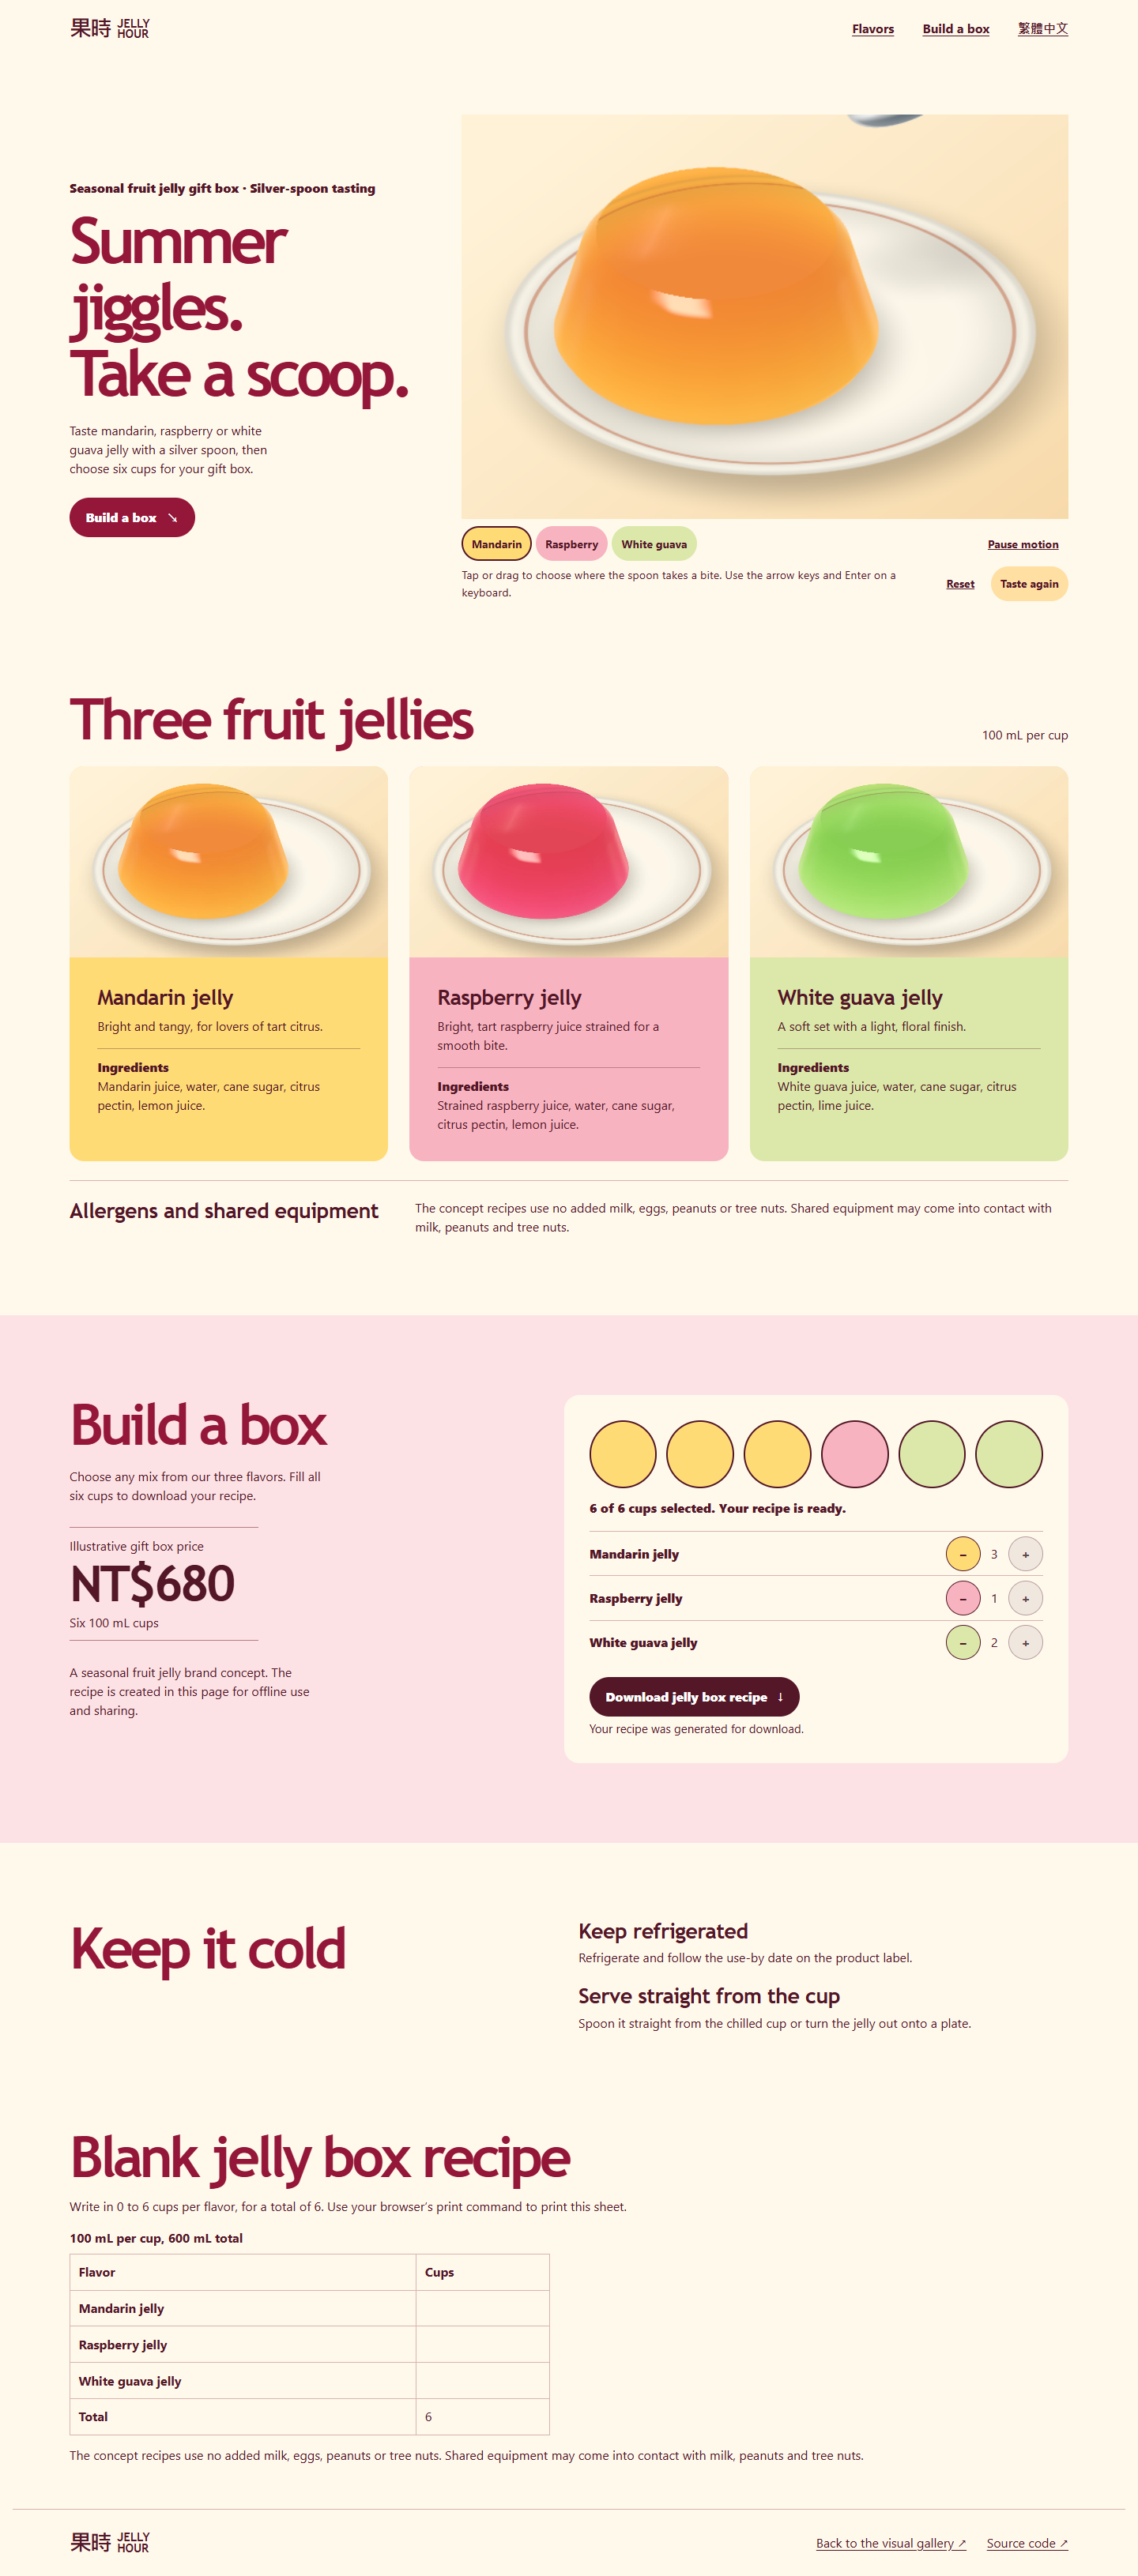 果時 JELLY HOUR
Flavors Build a box 繁體中文
Seasonal fruit jelly gift box · Silver-spoon tasting
Summer
jiggles.
Take a scoop.
Taste mandarin, raspberry or white
guava jelly with a silver spoon, then
choose six cups for your gift box.
Build a box ↘
Mandarin Raspberry White guava
Pause motion
Tap or drag to choose where the spoon takes a bite. Use the arrow keys and Enter on a
keyboard.
Reset Taste again
Three fruit jellies
100 mL per cup
Mandarin jelly
Bright and tangy, for lovers of tart citrus.
Ingredients
Mandarin juice, water, cane sugar, citrus
pectin, lemon juice.
Raspberry jelly
Bright, tart raspberry juice strained for a
smooth bite.
Ingredients
Strained raspberry juice, water, cane sugar,
citrus pectin, lemon juice.
White guava jelly
A soft set with a light, floral finish.
Ingredients
White guava juice, water, cane sugar, citrus
pectin, lime juice.
Allergens and shared equipment
The concept recipes use no added milk, eggs, peanuts or tree nuts. Shared equipment may come into contact with
milk, peanuts and tree nuts.
Build a box
Choose any mix from our three flavors. Fill all
six cups to download your recipe.
Illustrative gift box price
NT$680
Six 100 mL cups
A seasonal fruit jelly brand concept. The
recipe is created in this page for offline use
and sharing.
6 of 6 cups selected. Your recipe is ready.
Mandarin jelly − 3 +
Raspberry jelly − 1 +
White guava jelly − 2 +
Download jelly box recipe ↓
Your recipe was generated for download.
Keep it cold
Keep refrigerated
Refrigerate and follow the use-by date on the product label.
Serve straight from the cup
Spoon it straight from the chilled cup or turn the jelly out onto a plate.
Blank jelly box recipe
Write in 0 to 6 cups per flavor, for a total of 6. Use your browser's print command to print this sheet.
100 mL per cup, 600 mL total
Flavor Cups
Mandarin jelly
Raspberry jelly
White guava jelly
Total 6
The concept recipes use no added milk, eggs, peanuts or tree nuts. Shared equipment may come into contact with milk, peanuts and tree nuts.
果時 JELLY HOUR
Back to the visual gallery ↗ Source code ↗